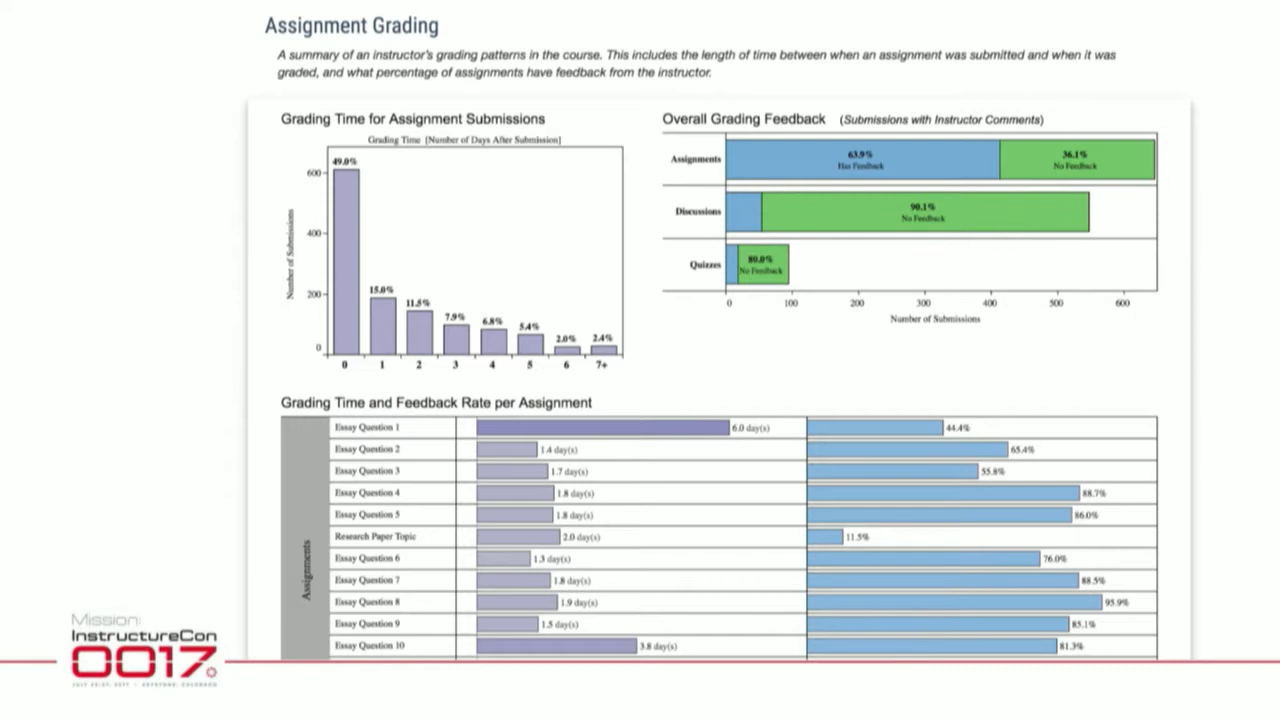 Assignment Grading
A summary of an instructor's grading patterns in the course. This includes the length of time between when an assignment was submitted and when it was
graded, and what percentage of assignments have feedback from the instructor.
Grading Time for Assignment Submissions
Grading Time [Number of Days After Submission]
Number of Submissions
600
400
200
0
49.0%
15.0%
11.5%
7.9%
6.8%
5.4%
2.0%
2.4%
0 1 2 3 4 5 6 7+
Overall Grading Feedback (Submissions with Instructor Comments)
Assignments 63.9% 36.1%
Has Feedback No Feedback
Discussions 90.1%
No Feedback
Quizzes 80.0%
No Feedback
0 100 200 300 400 500 600
Number of Submissions
Grading Time and Feedback Rate per Assignment
Assignments
Essay Question 1 6.0 day(s) 44.4%
Essay Question 2 1.4 day(s) 65.4%
Essay Question 3 1.7 day(s) 55.8%
Essay Question 4 1.8 day(s) 88.7%
Essay Question 5 1.8 day(s) 86.0%
Research Paper Topic 2.0 day(s) 11.5%
Essay Question 6 1.3 day(s) 76.0%
Essay Question 7 1.8 day(s) 88.5%
Essay Question 8 1.9 day(s) 95.9%
Essay Question 9 1.5 day(s) 85.1%
Essay Question 10 3.8 day(s) 81.3%
Mission:
InstructureCon
0017
JULY 25-27, 2017 • KEYSTONE, COLORADO